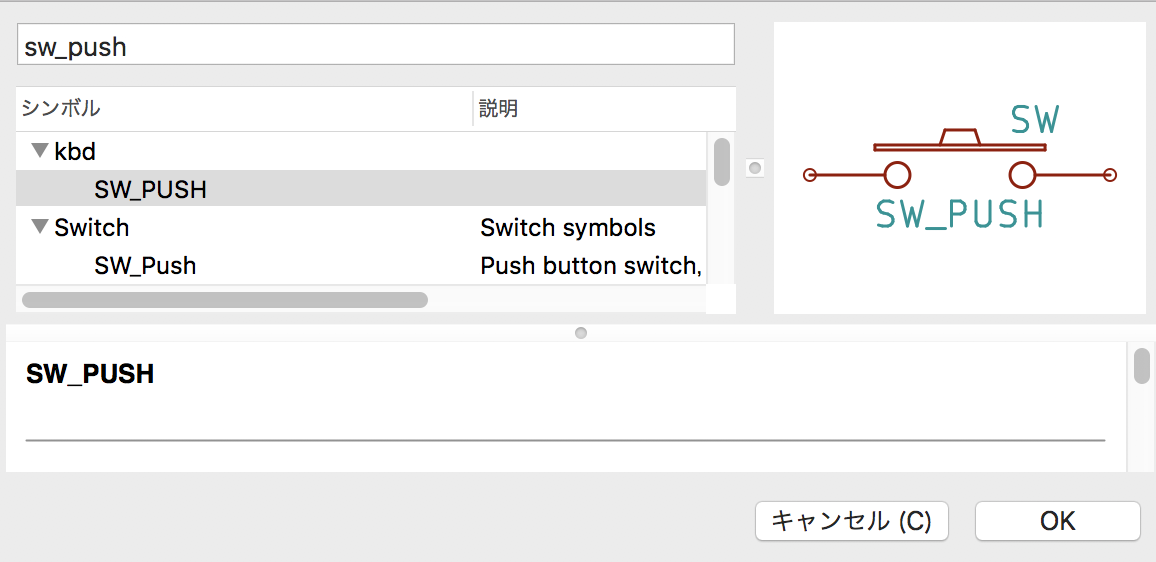 sw_push
シンボル 説明
kbd
SW_PUSH
Switch Switch symbols
SW_Push Push button switch,
SW
SW_PUSH
SW_PUSH
キャンセル (C) OK